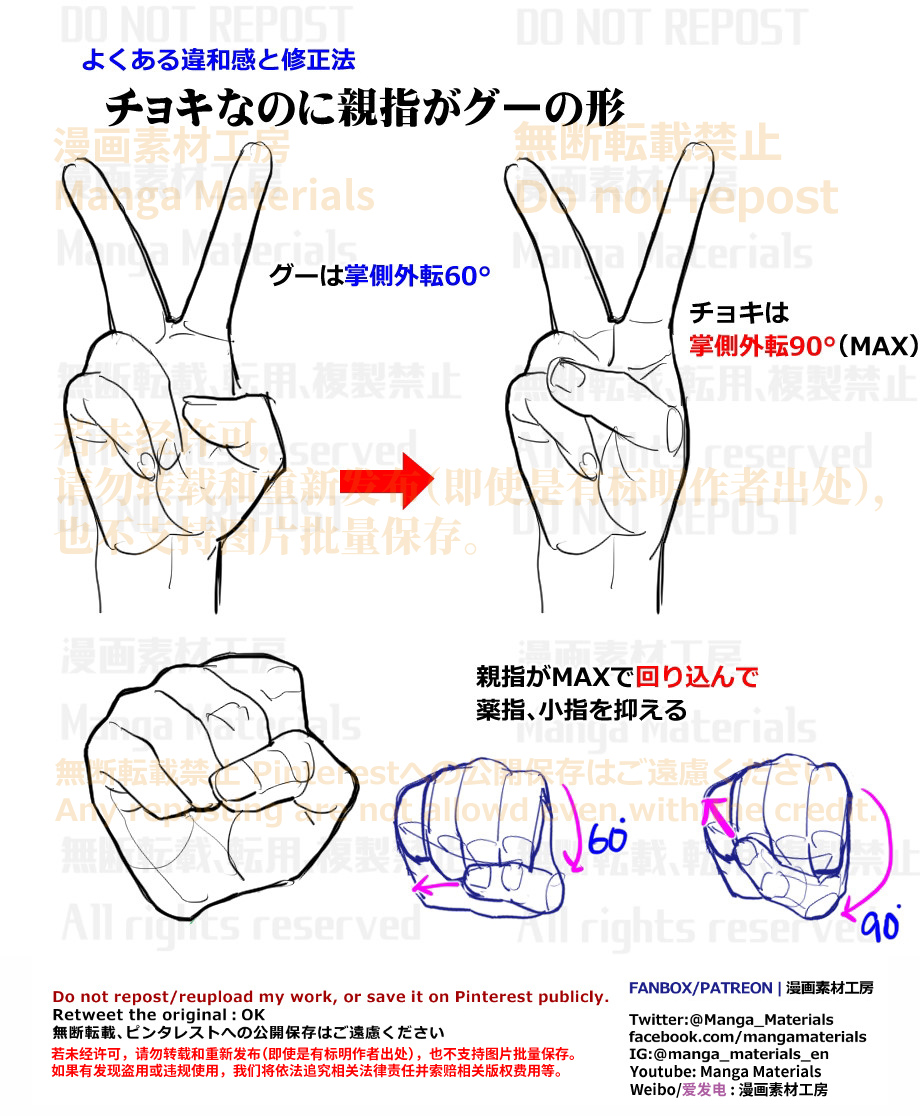 DO NOT REPOST DO NOT REPOST
よくある違和感と修正法
チョキなのに親指がグーの形
漫画素材工房 無断転載禁止
漫画素材工房 漫画素材工房
Manga Materials Do not repost
Manga Materials Manga Materials
グーは掌側外転60°
チョキは
掌側外転90°(MAX)
無断転載、転用、複製禁止 無断転載、転用、複製禁止
若未经许可,
All rights reserved All rights reserved
请勿转载和重新发布(即使是有标明作者出处),
DO NOT REPOST DO NOT REPOST
也不支持图片批量保存。
漫画素材工房 漫画素材工房
親指がMAXで回り込んで
薬指、小指を抑える
Manga Materials Manga Materials
無断転載禁止 Pinterestへの公開保存はご遠慮ください
Any reposting are not allowd even with the credit.
60°
無断転載、転用、複製禁止 無断転載、転用、複製禁止
90°
All rights reserved All rights reserved
Do not repost/reupload my work, or save it on Pinterest publicly.
Retweet the original : OK
無断転載、ピンタレストへの公開保存はご遠慮ください
若未经许可，请勿转载和重新发布(即使是有标明作者出处)，也不支持图片批量保存。
如果有发现盗用或违规使用，我们将依法追究相关法律责任并索赔相关版权费用等。
FANBOX/PATREON | 漫画素材工房
Twitter:@Manga_Materials
facebook.com/mangamaterials
IG:@manga_materials_en
Youtube: Manga Materials
Weibo/爱发电 : 漫画素材工房